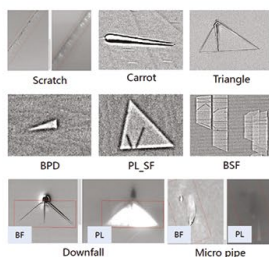 Scratch
Carrot
Triangle
BPD
PL_SF
BSF
BF
PL
BF
PL
Downfall
Micro pipe